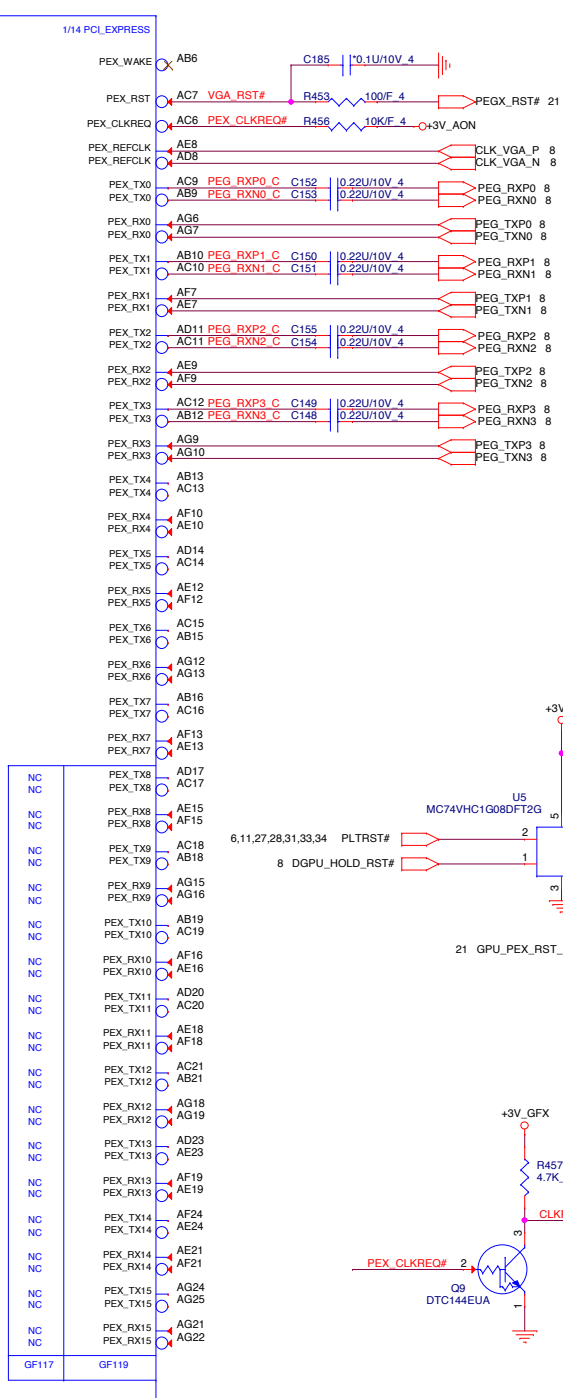 1/14 PCI_EXPRESS
PEX_WAKE AB6 C185 *0.1U/10V_4
PEX_RST AC7 VGA_RST# R453 100/F_4 PEGX_RST# 21
PEX_CLKREQ AC6 PEX_CLKREQ# R456 10K/F_4 +3V_AON
PEX_REFCLK AE8 CLK_VGA_P 8
PEX_REFCLK AD8 CLK_VGA_N 8
PEX_TX0 AC9 PEG_RXP0_C C152 0.22U/10V_4 PEG_RXP0 8
PEX_TX0 AB9 PEG_RXN0_C C153 0.22U/10V_4 PEG_RXN0 8
PEX_RX0 AG6 PEG_TXP0 8
PEX_RX0 AG7 PEG_TXN0 8
PEX_TX1 AB10 PEG_RXP1_C C150 0.22U/10V_4 PEG_RXP1 8
PEX_TX1 AC10 PEG_RXN1_C C151 0.22U/10V_4 PEG_RXN1 8
PEX_RX1 AF7 PEG_TXP1 8
PEX_RX1 AE7 PEG_TXN1 8
PEX_TX2 AD11 PEG_RXP2_C C155 0.22U/10V_4 PEG_RXP2 8
PEX_TX2 AC11 PEG_RXN2_C C154 0.22U/10V_4 PEG_RXN2 8
PEX_RX2 AE9 PEG_TXP2 8
PEX_RX2 AF9 PEG_TXN2 8
PEX_TX3 AC12 PEG_RXP3_C C149 0.22U/10V_4 PEG_RXP3 8
PEX_TX3 AB12 PEG_RXN3_C C148 0.22U/10V_4 PEG_RXN3 8
PEX_RX3 AG9 PEG_TXP3 8
PEX_RX3 AG10 PEG_TXN3 8
PEX_TX4 AB13
PEX_TX4 AC13
PEX_RX4 AF10
PEX_RX4 AE10
PEX_TX5 AD14
PEX_TX5 AC14
PEX_RX5 AE12
PEX_RX5 AF12
PEX_TX6 AC15
PEX_TX6 AB15
PEX_RX6 AG12
PEX_RX6 AG13
PEX_TX7 AB16
PEX_TX7 AC16
PEX_RX7 AF13
PEX_RX7 AE13
NC PEX_TX8 AD17
NC PEX_TX8 AC17
NC PEX_RX8 AE15
NC PEX_RX8 AF15
NC PEX_TX9 AC18
NC PEX_TX9 AB18
NC PEX_RX9 AG15
NC PEX_RX9 AG16
NC PEX_TX10 AB19
NC PEX_TX10 AC19
NC PEX_RX10 AF16
NC PEX_RX10 AE16
NC PEX_TX11 AD20
NC PEX_TX11 AC20
NC PEX_RX11 AE18
NC PEX_RX11 AF18
NC PEX_TX12 AC21
NC PEX_TX12 AB21
NC PEX_RX12 AG18
NC PEX_RX12 AG19
NC PEX_TX13 AD23
NC PEX_TX13 AE23
NC PEX_RX13 AF19
NC PEX_RX13 AE19
NC PEX_TX14 AF24
NC PEX_TX14 AE24
NC PEX_RX14 AE21
NC PEX_RX14 AF21
NC PEX_TX15 AG24
NC PEX_TX15 AG25
NC PEX_RX15 AG21
NC PEX_RX15 AG22
GF117 GF119
+3V
U5
MC74VHC1G08DFT2G
5
6,11,27,28,31,33,34 PLTRST# 2
8 DGPU_HOLD_RST# 1
3
21 GPU_PEX_RST_
+3V_GFX
R457
4.7K_
3
PEX_CLKREQ# 2
Q9
DTC144EUA
1